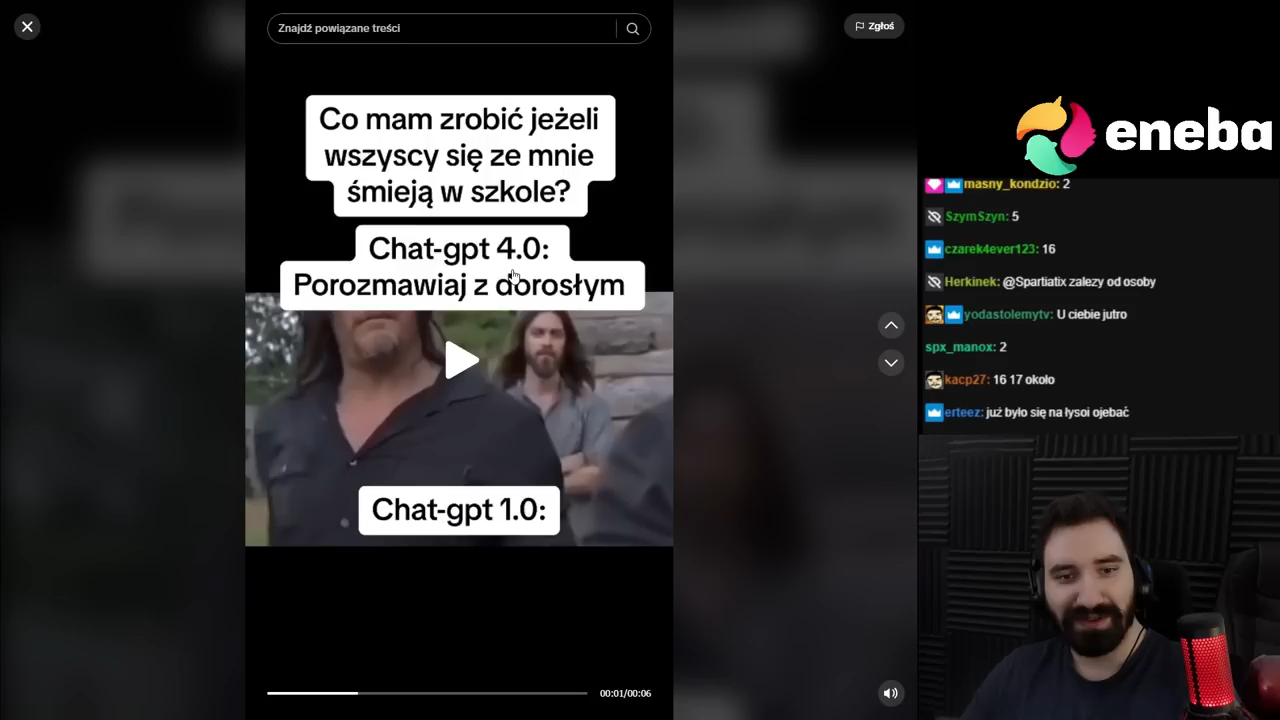 Znajdź powiązane treści
Zgłoś
Co mam zrobić jeżeli
wszyscy się ze mnie
śmieją w szkole?
Chat-gpt 4.0:
Porozmawiaj z dorosłym
Chat-gpt 1.0:
00:01/00:06
eneba
masny_kondzio: 2
SzymSzyn: 5
czarek4ever123: 16
Herkinek: @Spartiatix zalezy od osoby
yodastolemytv: U ciebie jutro
spx_manox: 2
kacp27: 16 17 około
erteez: już było się na łysoi ojebać